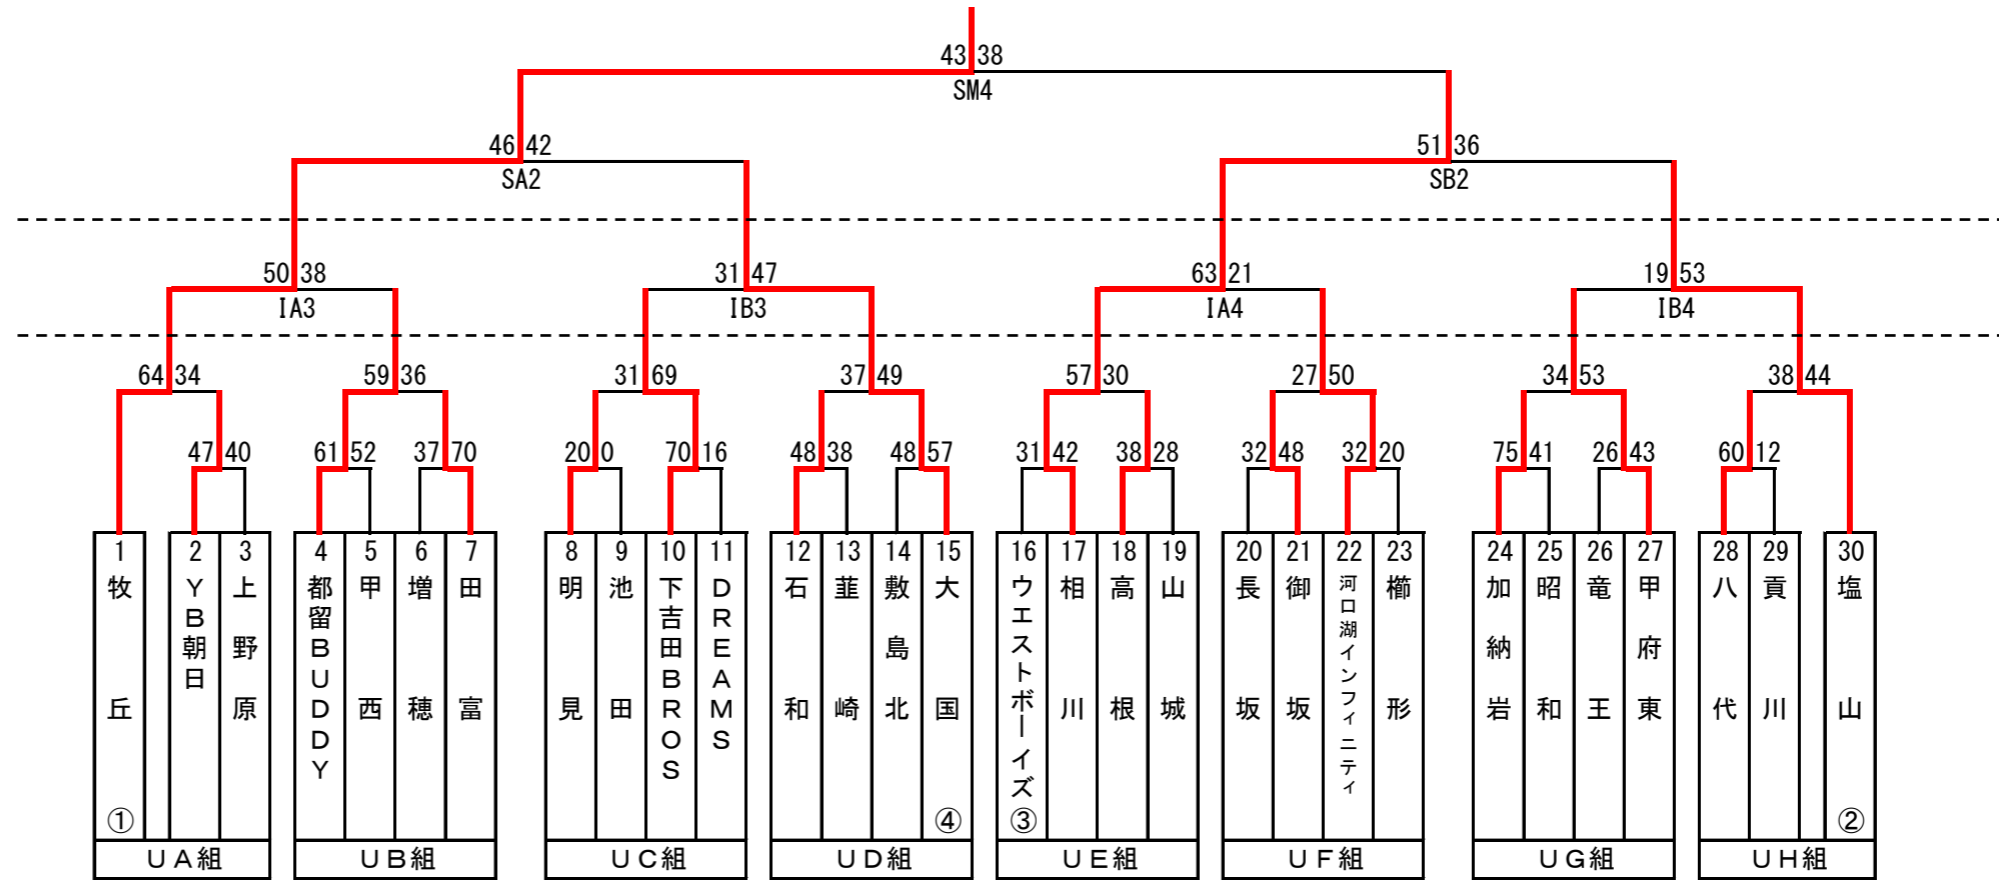 43 38
SM4
46 42
51 36
SA2
SB2
50 38
31 47
63 21
19 53
IA3
IB3
IA4
IB4
64 34
59 36
31 69
37 49
57 30
27 50
34 53
38 44
47 40
61 52
37 70
20 0
70 16
48 38
48 57
31 42
38 28
32 48
32 20
75 41
26 43
60 12
1 牧丘 ①
2 YB朝日
3 上野原
4 都留BUDDY
5 甲西
6 増穂
7 田富
8 明見
9 池田
10 下吉田BROS
11 DREAMS
12 石和
13 韮崎
14 敷島北
15 大国 ④
16 ウエストボーイズ ③
17 相川
18 高根
19 山城
20 長坂
21 御坂
22 河口湖インフィニティ
23 櫛形
24 加納岩
25 昭和
26 竜王
27 甲府東
28 八代
29 貢川
30 塩山 ②
UA組
UB組
UC組
UD組
UE組
UF組
UG組
UH組